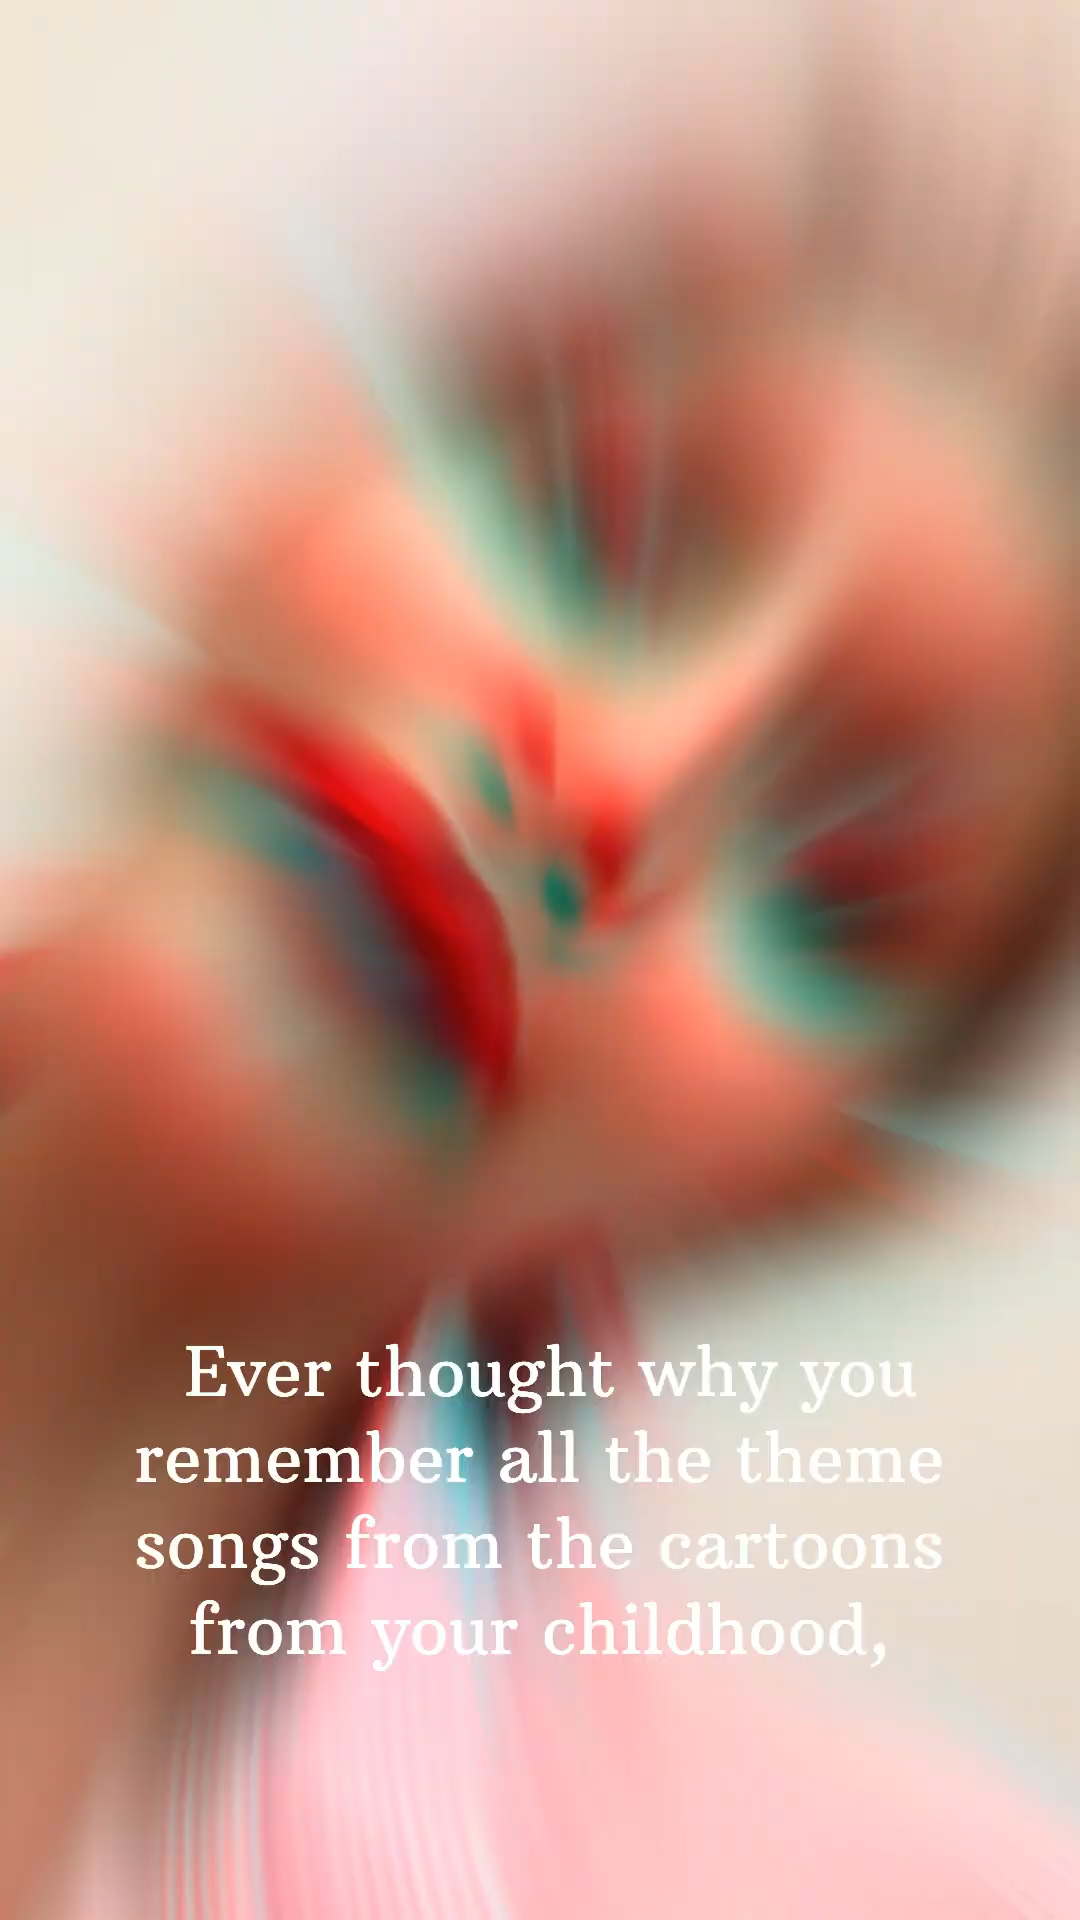 Ever thought why you
remember all the theme
songs from the cartoons
from your childhood,